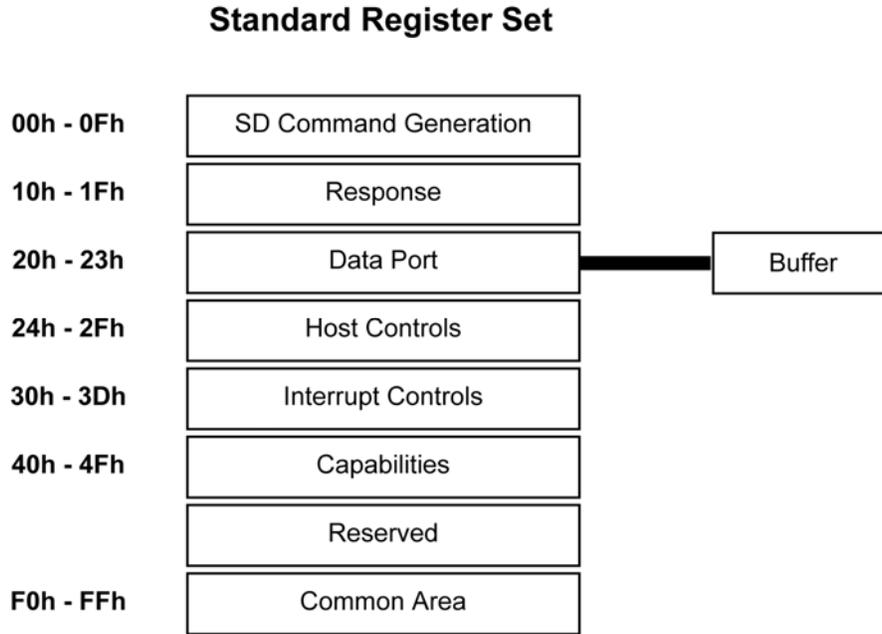 Standard Register Set
00h - 0Fh SD Command Generation
10h - 1Fh Response
20h - 23h Data Port Buffer
24h - 2Fh Host Controls
30h - 3Dh Interrupt Controls
40h - 4Fh Capabilities
Reserved
F0h - FFh Common Area